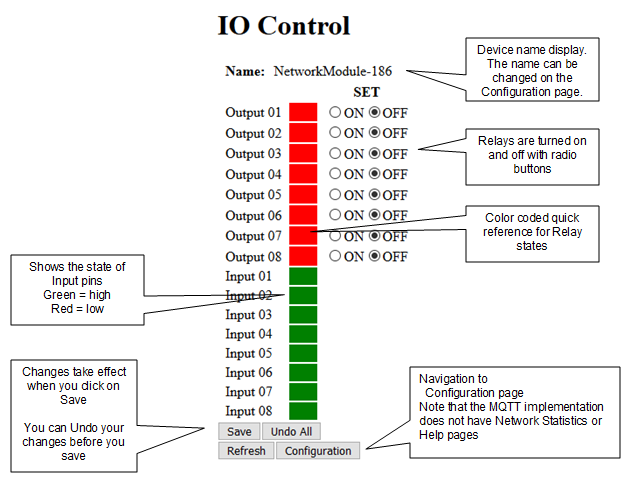 IO Control
Name: NetworkModule-186
SET
Output 01 ON OFF
Output 02 ON OFF
Output 03 ON OFF
Output 04 ON OFF
Output 05 ON OFF
Output 06 ON OFF
Output 07 ON OFF
Output 08 ON OFF
Input 01
Input 02
Input 03
Input 04
Input 05
Input 06
Input 07
Input 08
Save Undo All
Refresh Configuration
Device name display.
The name can be
changed on the
Configuration page.
Relays are turned on
and off with radio
buttons
Color coded quick
reference for Relay
states
Shows the state of
Input pins
Green = high
Red = low
Changes take effect
when you click on
Save
You can Undo your
changes before you
save
Navigation to
Configuration page
Note that the MQTT implementation
does not have Network Statistics or
Help pages